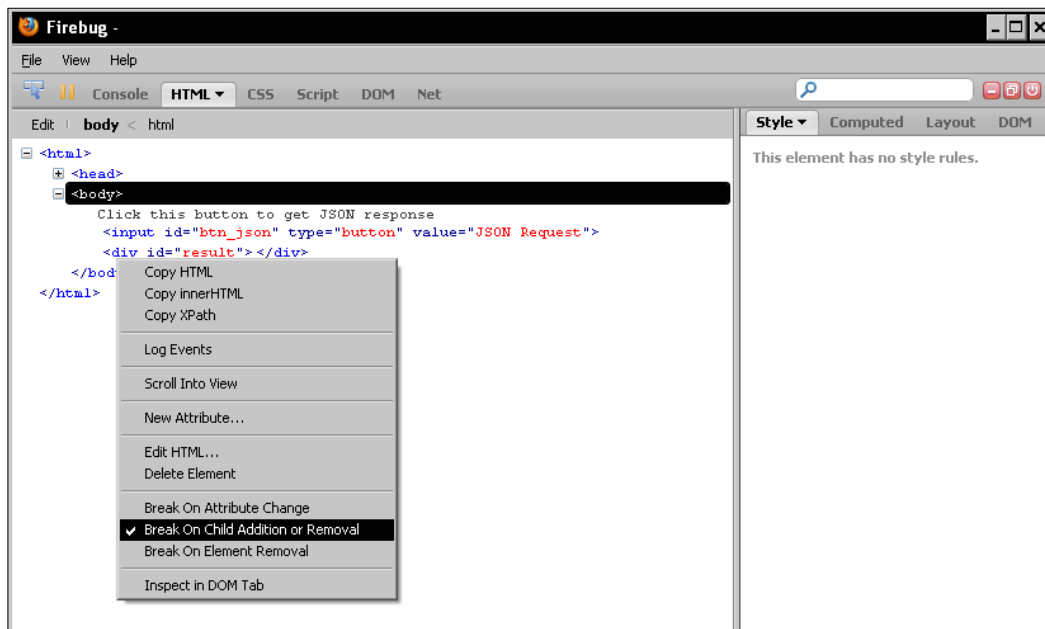 Firebug -
File View Help
Console HTML CSS Script DOM Net
Edit body < html
Style Computed Layout DOM
This element has no style rules.
<html>
<head>
<body>
Click this button to get JSON response
<input id="btn_json" type="button" value="JSON Request">
<div id="result"></div>
</bod
</html>
Copy HTML
Copy innerHTML
Copy XPath
Log Events
Scroll Into View
New Attribute...
Edit HTML...
Delete Element
Break On Attribute Change
Break On Child Addition or Removal
Break On Element Removal
Inspect in DOM Tab